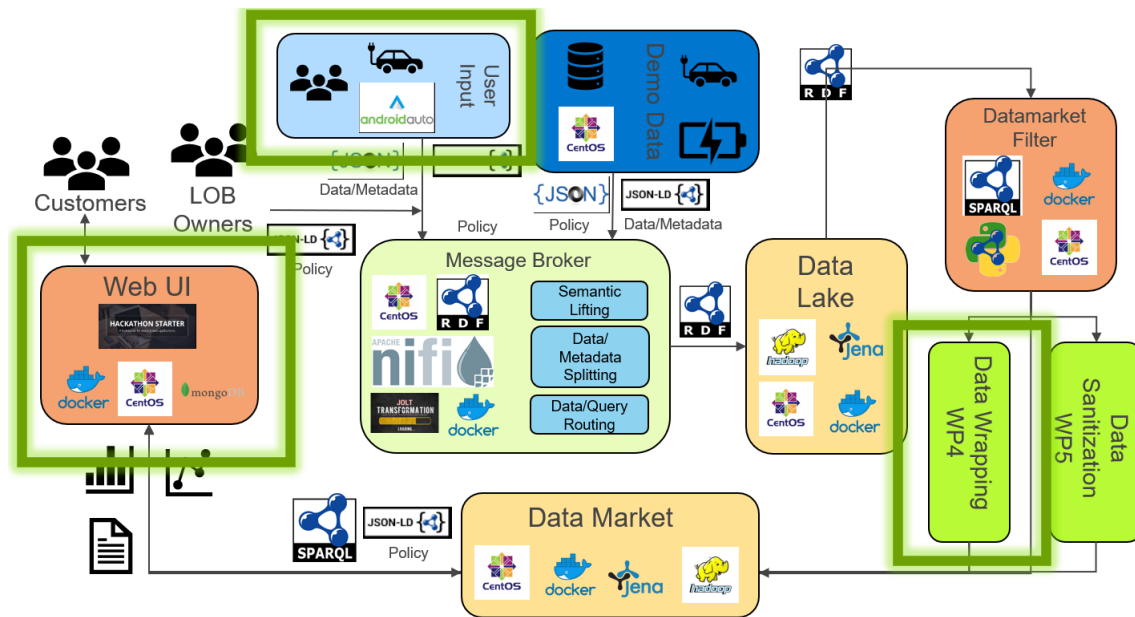 User
Input
androidauto
Demo Data
CentOS
RDF
Datamarket
Filter
SPARQL
docker
CentOS
{JSON}
Data/Metadata
{JSON}
JSON-LD
Policy
Data/Metadata
Customers
LOB
Owners
JSON-LD
Policy
Policy
Web UI
HACKATHON STARTER
docker
CentOS
mongoDB
Message Broker
CentOS
RDF
APACHE
nifi
JOLT
TRANSFORMATION
LOADING...
docker
Semantic
Lifting
Data/
Metadata
Splitting
Data/Query
Routing
RDF
Data
Lake
hadoop
Jena
CentOS
docker
Data Wrapping
WP4
Data
Sanitization
WP5
SPARQL
JSON-LD
Policy
Data Market
CentOS
docker
Jena
hadoop